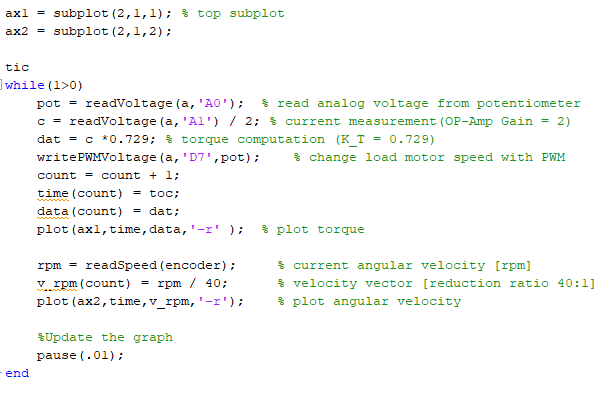 ax1 = subplot(2,1,1); % top subplot
ax2 = subplot(2,1,2);
tic
while(1>0)
pot = readVoltage(a,'A0');  % read analog voltage from potentiometer
c = readVoltage(a,'A1') / 2; % current measurement(OP-Amp Gain = 2)
dat = c *0.729; % torque computation (K_T = 0.729)
writePWMVoltage(a,'D7',pot);    % change load motor speed with PWM
count = count + 1;
time(count) = toc;
data(count) = dat;
plot(ax1,time,data,'-r' );  % plot torque
rpm = readSpeed(encoder);     % current angular velocity [rpm]
v_rpm(count) = rpm / 40;      % velocity vector [reduction ratio 40:1]
plot(ax2,time,v_rpm,'-r');    % plot angular velocity
%Update the graph
pause(.01);
end